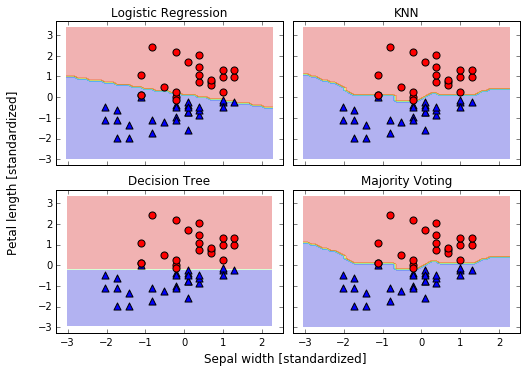 Logistic Regression
KNN
3
2
1
0
−1
−2
−3
Decision Tree
Majority Voting
3
2
1
0
−1
−2
−3
−3 −2 −1 0 1 2
−3 −2 −1 0 1 2
Petal length [standardized]
Sepal width [standardized]